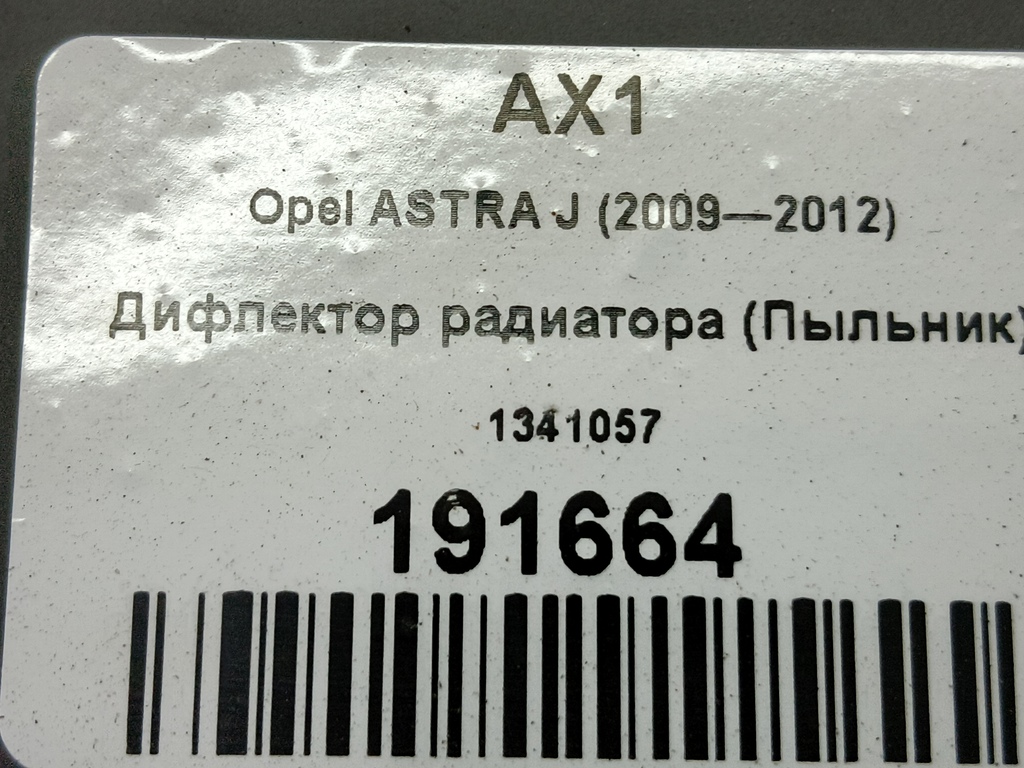 AX1
Opel ASTRA J (2009—2012)
Дифлектор радиатора (Пыльник)
1341057
191664